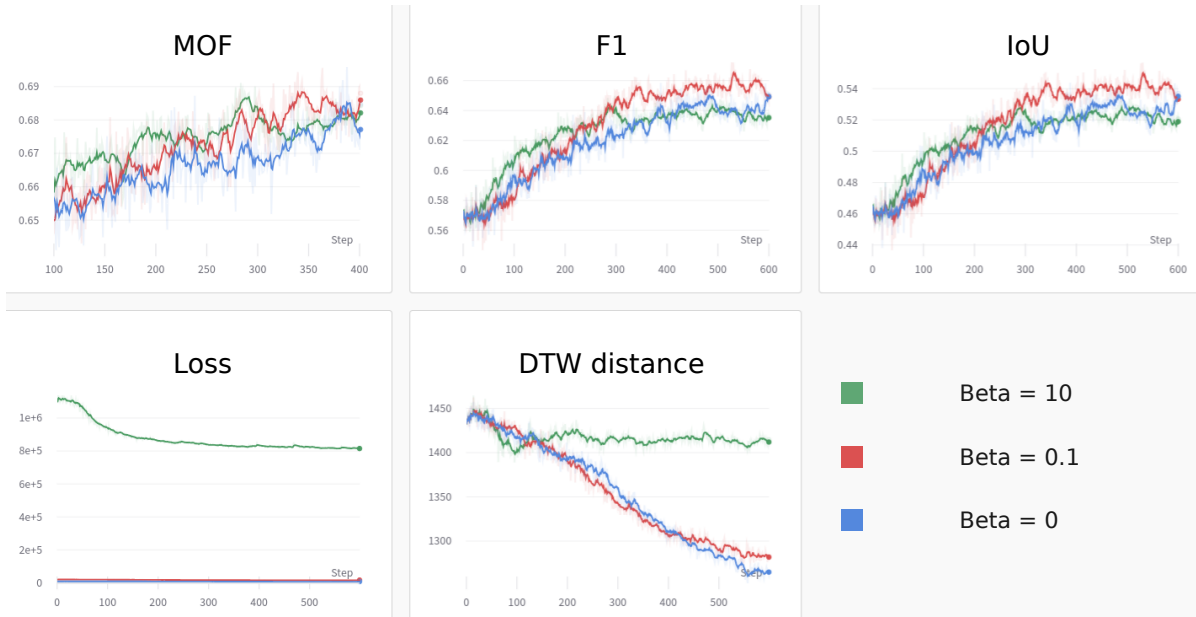 MOF
0.69
0.68
0.67
0.66
0.65
Step
100 150 200 250 300 350 400
F1
0.66
0.64
0.62
0.6
0.58
0.56
Step
0 100 200 300 400 500 600
IoU
0.54
0.52
0.5
0.48
0.46
0.44
Step
0 100 200 300 400 500 600
Loss
1e+6
8e+5
6e+5
4e+5
2e+5
0
Step
0 100 200 300 400 500
DTW distance
1450
1400
1350
1300
Step
0 100 200 300 400 500
Beta = 10
Beta = 0.1
Beta = 0